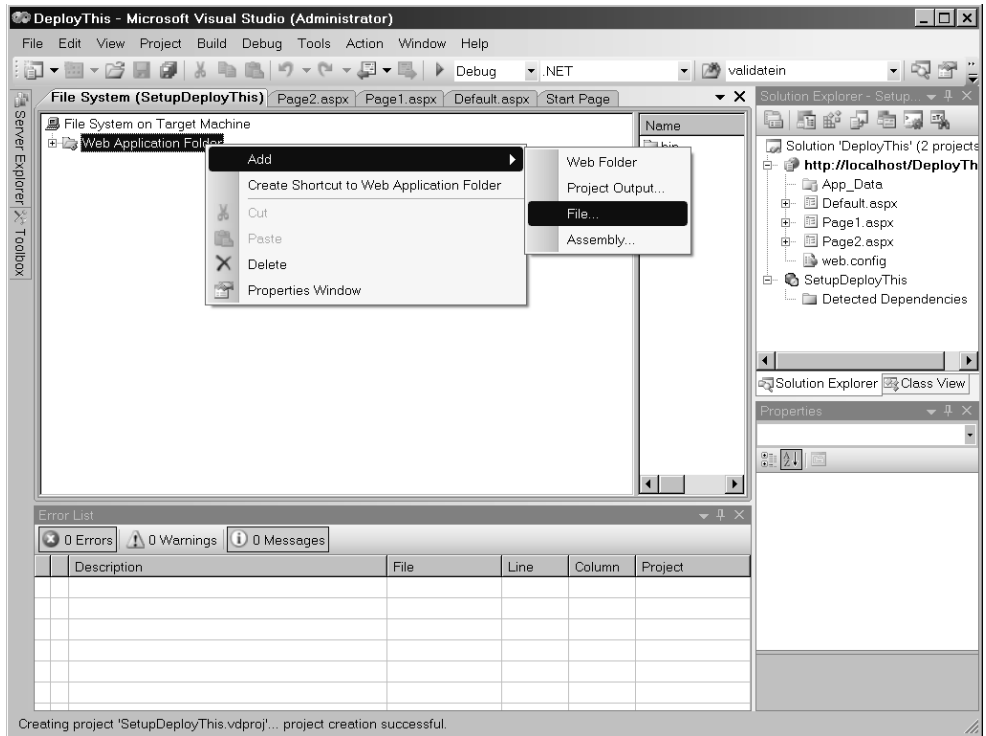 DeployThis - Microsoft Visual Studio (Administrator)
File Edit View Project Build Debug Tools Action Window Help
Debug .NET validatein
Server Explorer
Toolbox
File System (SetupDeployThis) Page2.aspx Page1.aspx Default.aspx Start Page
File System on Target Machine
Web Application Folder
Name
bin
Add
Create Shortcut to Web Application Folder
Cut
Paste
Delete
Properties Window
Web Folder
Project Output...
File...
Assembly...
Solution Explorer - Setup...
Solution 'DeployThis' (2 projects
http://localhost/DeployTh
App_Data
Default.aspx
Page1.aspx
Page2.aspx
web.config
SetupDeployThis
Detected Dependencies
Solution Explorer Class View
Properties
Error List
0 Errors 0 Warnings 0 Messages
Description File Line Column Project
Creating project 'SetupDeployThis.vdproj'... project creation successful.